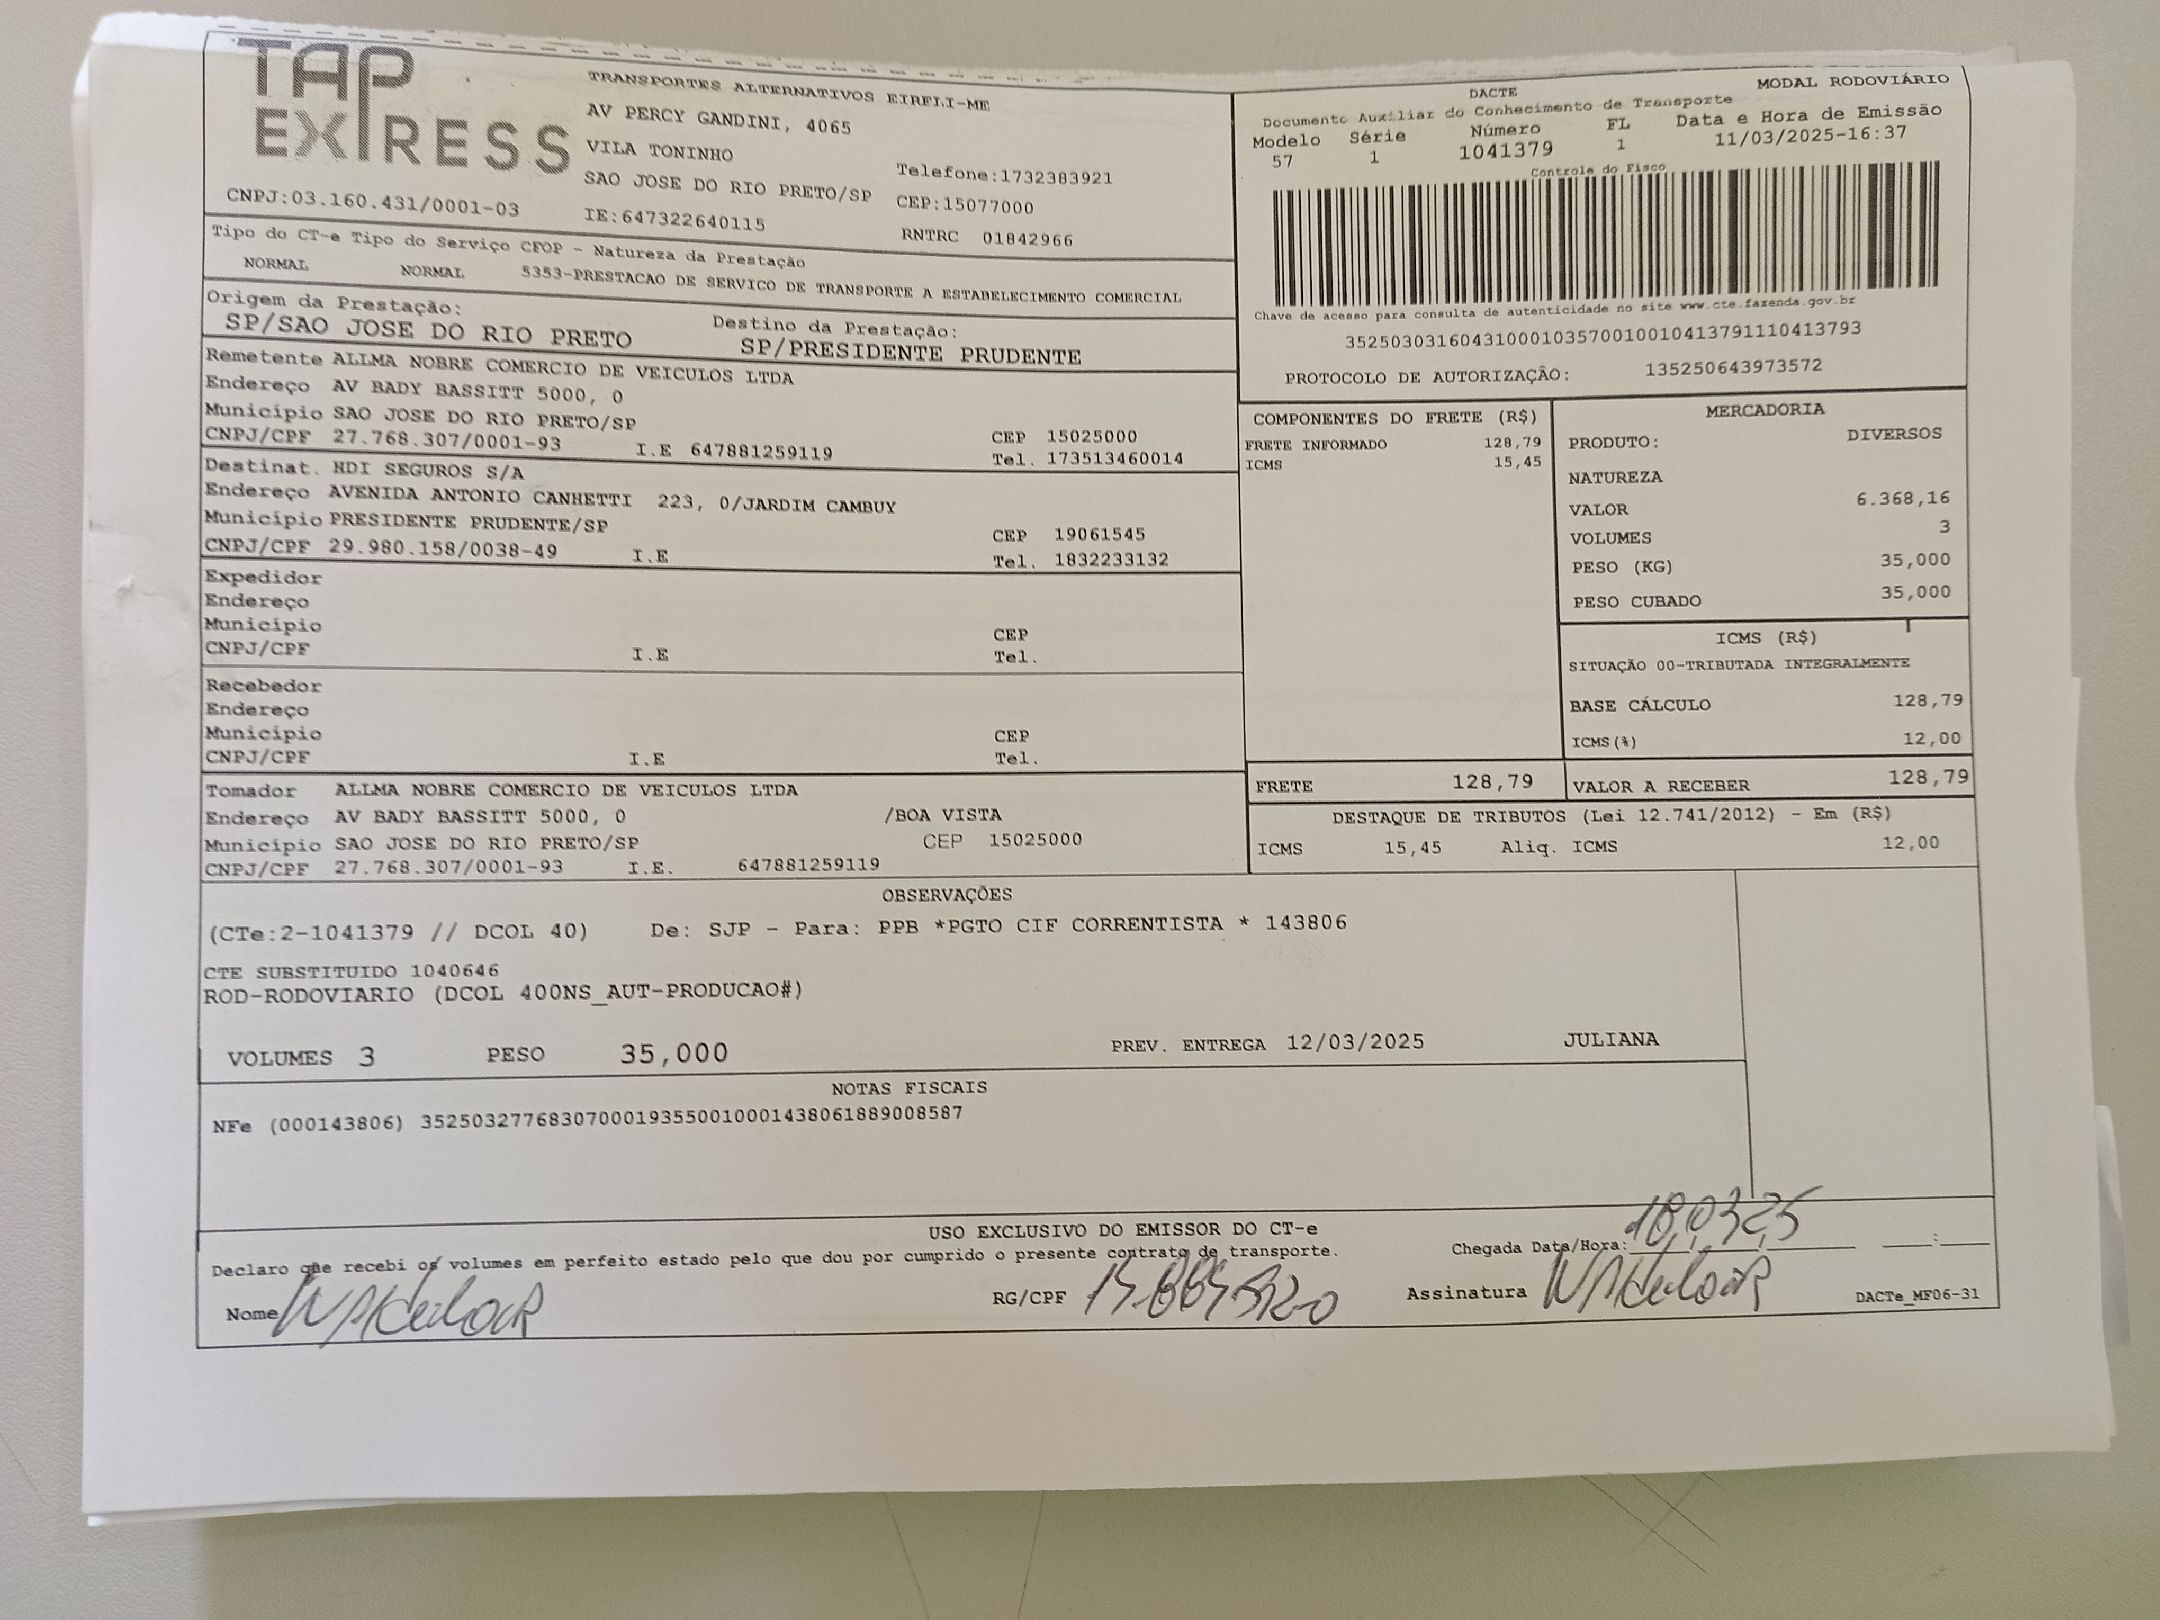 TAP EXPRESS
TRANSPORTES ALTERNATIVOS EIRELI-ME
AV PERCY GANDINI, 4065
VILA TONINHO
SAO JOSE DO RIO PRETO/SP
Telefone:1732383921
CEP:15077000
CNPJ:03.160.431/0001-03
IE:647322640115
RNTRC 01842966
DACTE
MODAL RODOVIÁRIO
Documento Auxiliar do Conhecimento de Transporte
Modelo Série Número FL Data e Hora de Emissão
57 1 1041379 1 11/03/2025-16:37
Controle do Fisco
Chave de acesso para consulta de autenticidade no site www.cte.fazenda.gov.br
35250303160431000103570010010413791110413793
PROTOCOLO DE AUTORIZAÇÃO: 135250643973572
Tipo do CT-e Tipo do Serviço CFOP - Natureza da Prestação
NORMAL NORMAL 5353-PRESTACAO DE SERVICO DE TRANSPORTE A ESTABELECIMENTO COMERCIAL
Origem da Prestação: Destino da Prestação:
SP/SAO JOSE DO RIO PRETO SP/PRESIDENTE PRUDENTE
Remetente ALLMA NOBRE COMERCIO DE VEICULOS LTDA
Endereço AV BADY BASSITT 5000, 0
Município SAO JOSE DO RIO PRETO/SP CEP 15025000
CNPJ/CPF 27.768.307/0001-93 I.E 647881259119 Tel. 173513460014
Destinat. HDI SEGUROS S/A
Endereço AVENIDA ANTONIO CANHETTI 223, 0/JARDIM CAMBUY
Município PRESIDENTE PRUDENTE/SP CEP 19061545
CNPJ/CPF 29.980.158/0038-49 I.E Tel. 1832233132
Expedidor
Endereço
Município CEP
CNPJ/CPF I.E Tel.
Recebedor
Endereço
Município CEP
CNPJ/CPF I.E Tel.
Tomador ALLMA NOBRE COMERCIO DE VEICULOS LTDA
Endereço AV BADY BASSITT 5000, 0 /BOA VISTA
Município SAO JOSE DO RIO PRETO/SP CEP 15025000
CNPJ/CPF 27.768.307/0001-93 I.E. 647881259119
COMPONENTES DO FRETE (R$)
FRETE INFORMADO 128,79
ICMS 15,45
MERCADORIA
PRODUTO: DIVERSOS
NATUREZA
VALOR 6.368,16
VOLUMES 3
PESO (KG) 35,000
PESO CUBADO 35,000
ICMS (R$)
SITUAÇÃO 00-TRIBUTADA INTEGRALMENTE
BASE CÁLCULO 128,79
ICMS(%) 12,00
FRETE 128,79 VALOR A RECEBER 128,79
DESTAQUE DE TRIBUTOS (Lei 12.741/2012) - Em (R$)
ICMS 15,45 Aliq. ICMS 12,00
OBSERVAÇÕES
(CTe:2-1041379 // DCOL 40) De: SJP - Para: PPB *PGTO CIF CORRENTISTA * 143806
CTE SUBSTITUIDO 1040646
ROD-RODOVIARIO (DCOL 400NS_AUT-PRODUCAO#)
VOLUMES 3 PESO 35,000 PREV. ENTREGA 12/03/2025 JULIANA
NOTAS FISCAIS
NFe (000143806) 35250327768307000193550010001438061889008587
USO EXCLUSIVO DO EMISSOR DO CT-e
Declaro que recebi os volumes em perfeito estado pelo que dou por cumprido o presente contrato de transporte.
Chegada Data/Hora:
Nome
RG/CPF
Assinatura
DACTe_MF06-31